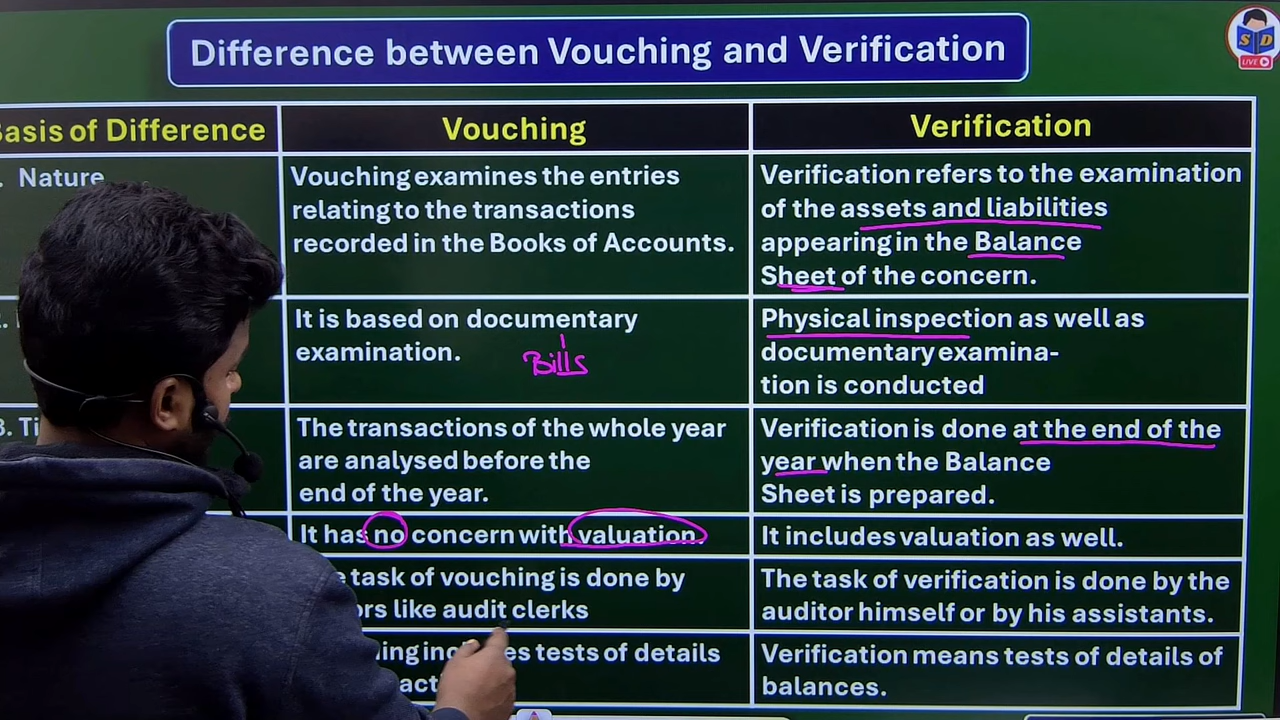 Difference between Vouching and Verification
S D
LIVE
Basis of Difference
Vouching
Verification
Nature
Vouching examines the entries
relating to the transactions
recorded in the Books of Accounts.
Verification refers to the examination
of the assets and liabilities
appearing in the Balance
Sheet of the concern.
It is based on documentary
examination.
Bills
Physical inspection as well as
documentary examina-
tion is conducted
3. Ti
The transactions of the whole year
are analysed before the
end of the year.
Verification is done at the end of the
year when the Balance
Sheet is prepared.
It has no concern with valuation.
It includes valuation as well.
task of vouching is done by
like audit clerks
The task of verification is done by the
auditor himself or by his assistants.
tests of details
Verification means tests of details of
balances.